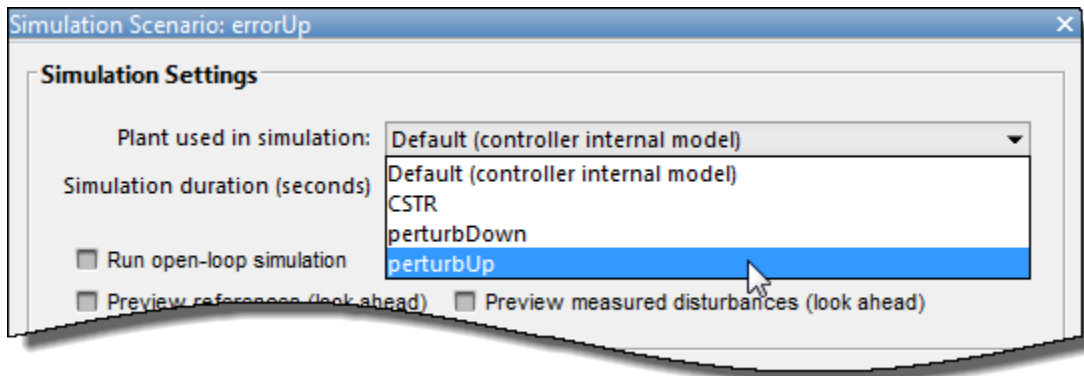 Simulation Scenario: errorUp
Simulation Settings
Plant used in simulation: Default (controller internal model)
Default (controller internal model)
Simulation duration (seconds)
CSTR
perturbDown
perturbUp
Run open-loop simulation
Preview references (look ahead) Preview measured disturbances (look ahead)